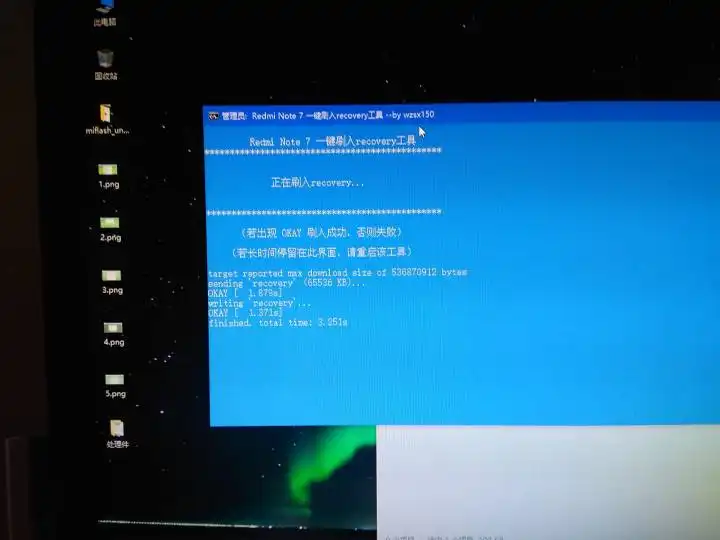 此电脑
回收站
miflash_un...
1.png
2.png
3.png
4.png
5.png
处理件
管理员: Redmi Note 7 一键刷入recovery工具 --by wzsx150
Redmi Note 7 一键刷入recovery工具
********************************************
正在刷入recovery...
********************************************
（若出现 OKAY 刷入成功，否则失败）
（若长时间停留在此界面，请重启该工具）
target reported max download size of 536870912 bytes
sending 'recovery' (65536 KB)...
OKAY [  1.879s]
writing 'recovery'...
OKAY [  1.371s]
finished. total time: 3.251s